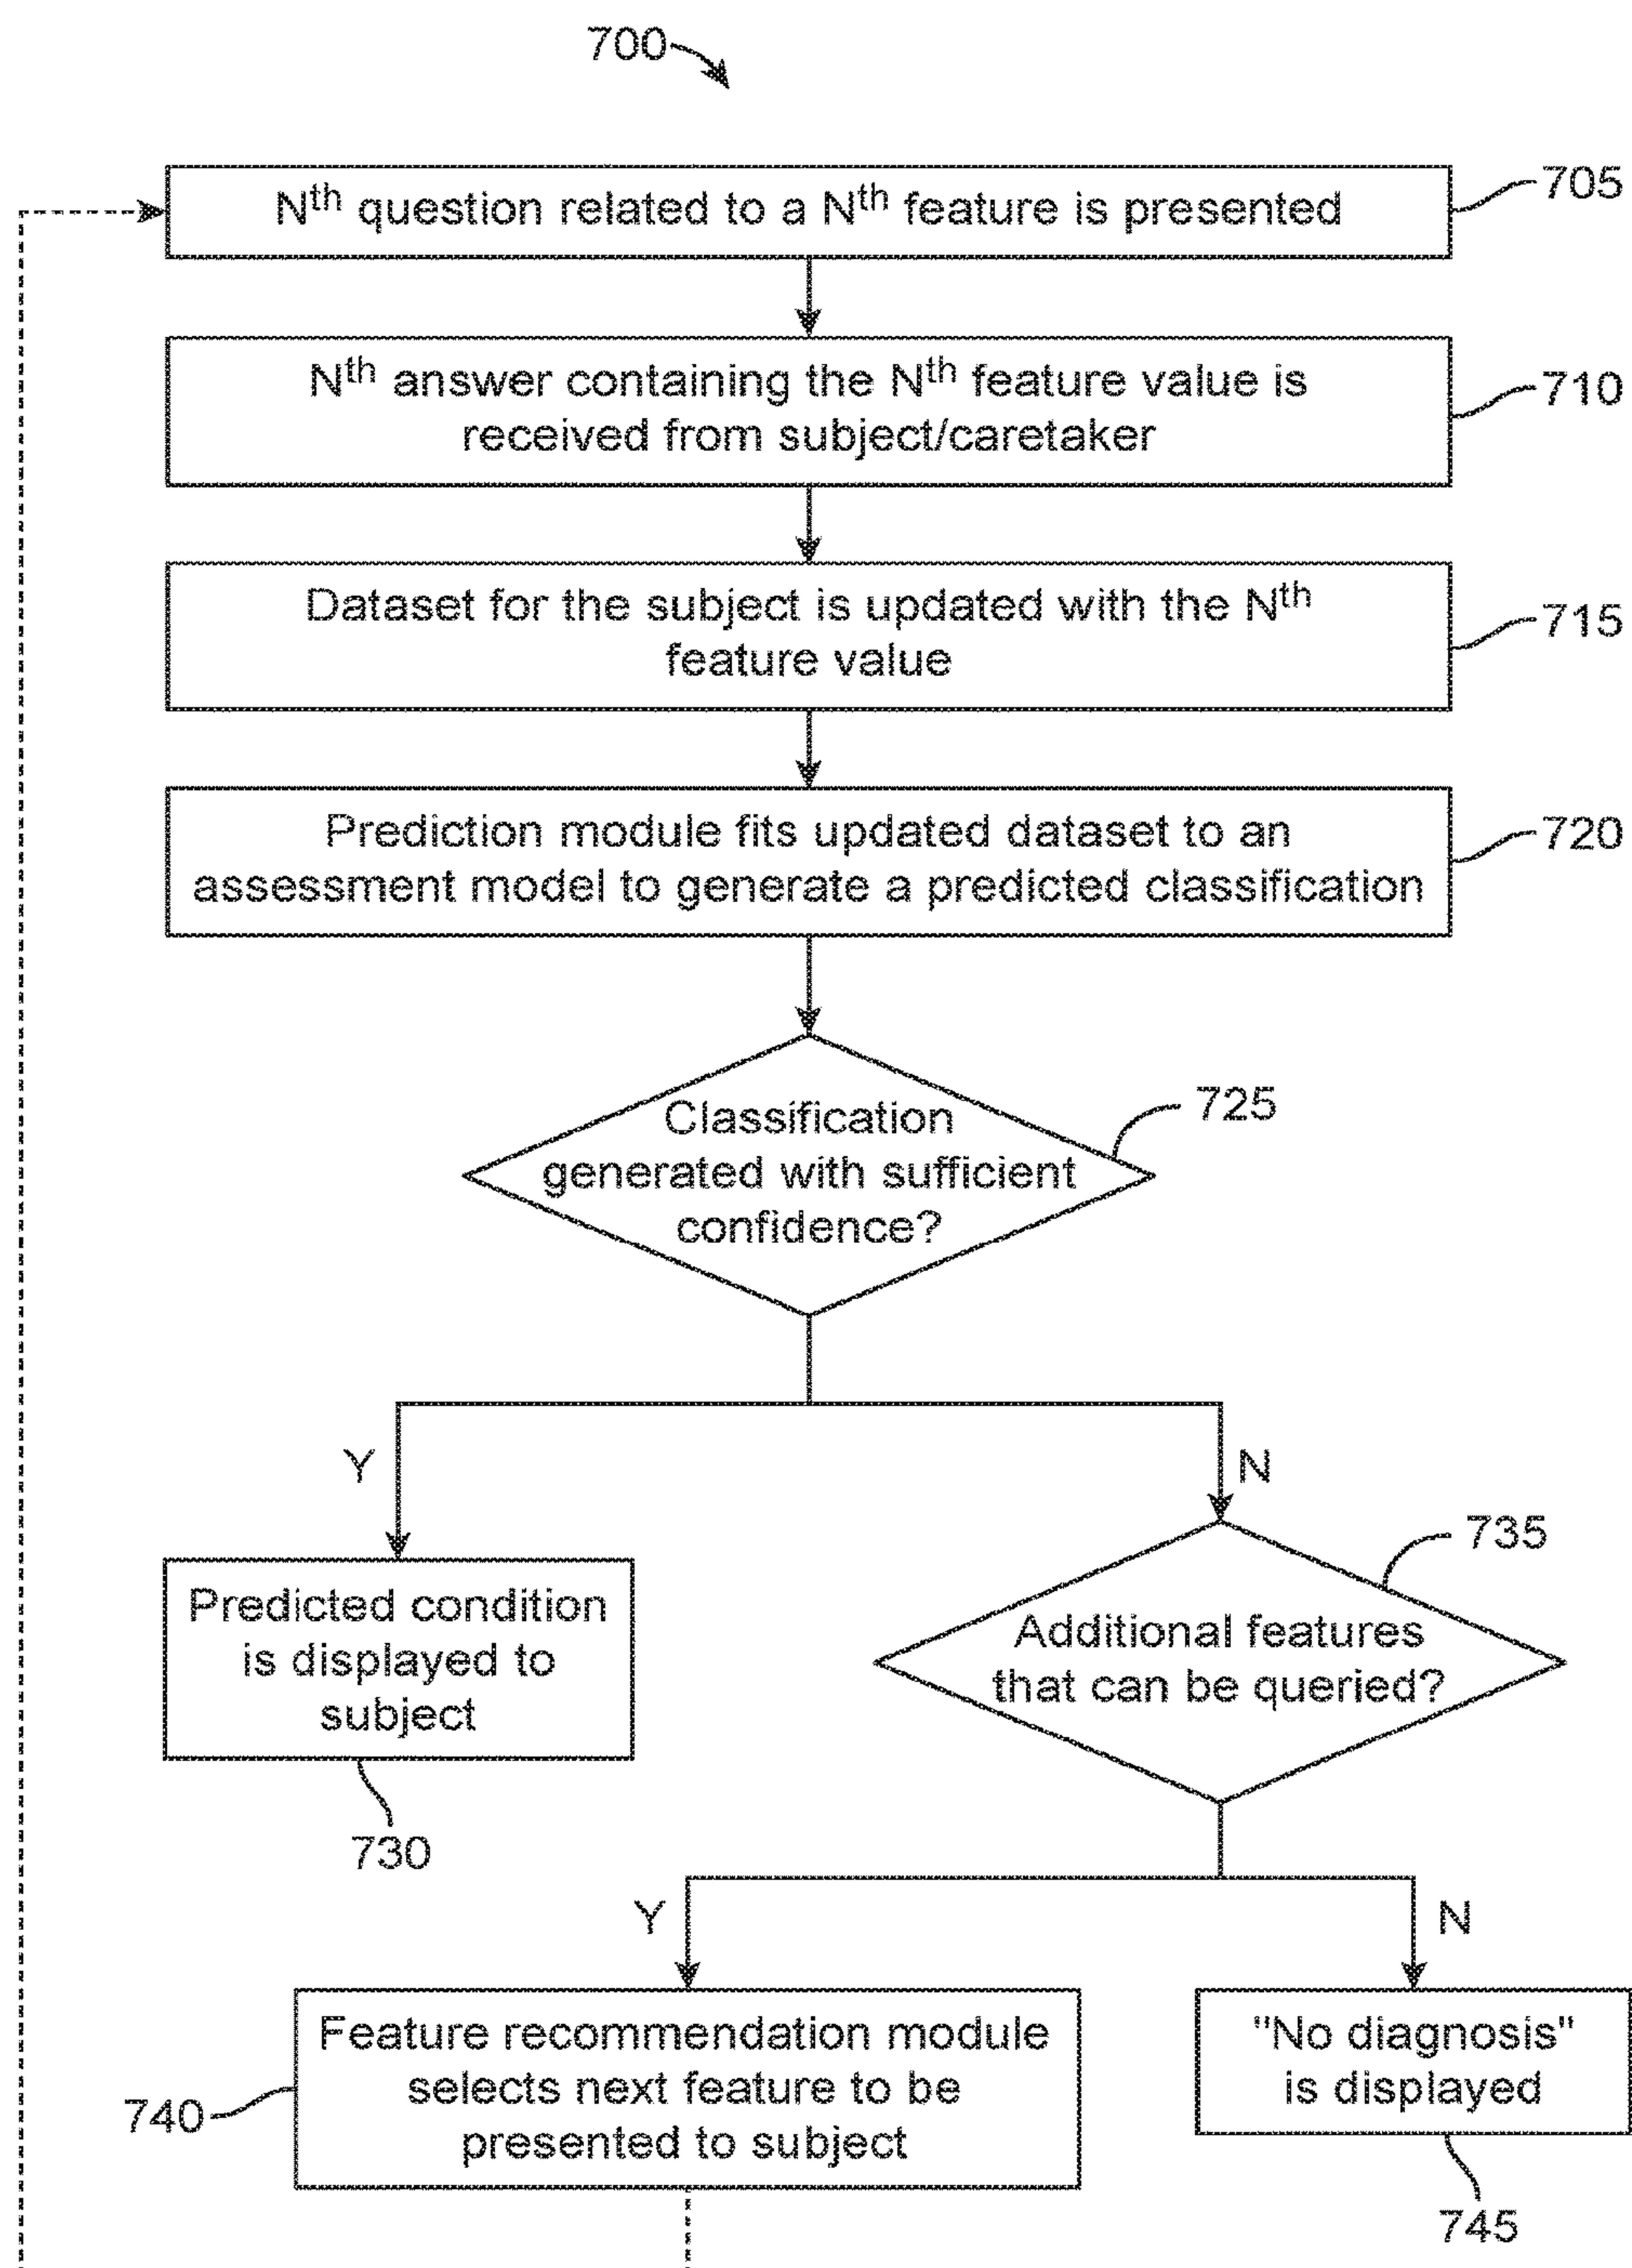 700
Nth question related to a Nth feature is presented
705
Nth answer containing the Nth feature value is
received from subject/caretaker
710
Dataset for the subject is updated with the Nth
feature value
715
Prediction module fits updated dataset to an
assessment model to generate a predicted classification
720
Classification
generated with sufficient
confidence?
725
Y
N
Predicted condition
is displayed to
subject
730
735
Additional features
that can be queried?
Y
N
Feature recommendation module
selects next feature to be
presented to subject
740
"No diagnosis"
is displayed
745